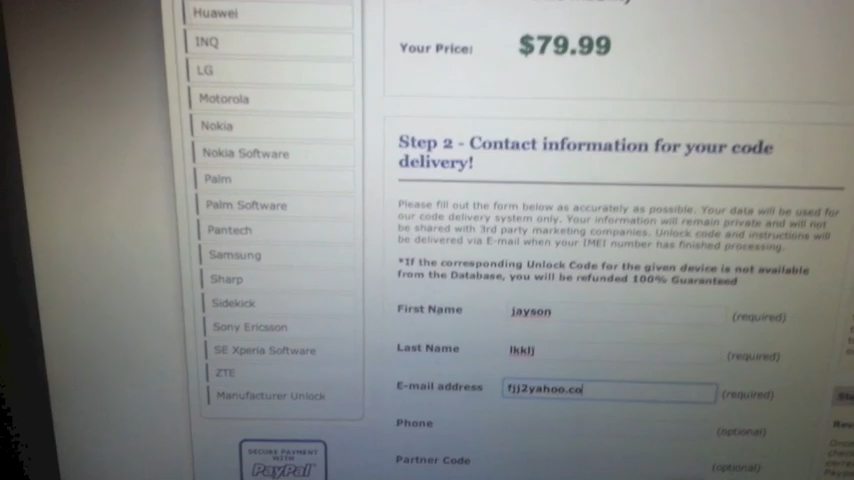 Huawei
INQ
LG
Motorola
Nokia
Nokia Software
Palm
Palm Software
Pantech
Samsung
Sharp
Sidekick
Sony Ericsson
SE Xperia Software
ZTE
Manufacturer Unlock
SECURE PAYMENT
WITH
PayPal
Your Price: $79.99
Step 2 - Contact information for your code
delivery!
Please fill out the form below as accurately as possible. Your data will be used for
our code delivery system only. Your information will remain private and will not
be shared with 3rd party marketing companies. Unlock code and instructions will
be delivered via E-mail when your IMEI number has finished processing.
*If the corresponding Unlock Code for the given device is not available
from the Database, you will be refunded 100% Guaranteed
First Name jayson (required)
Last Name lkklj (required)
E-mail address fjj2yahoo.co (required)
Phone (optional)
Partner Code (optional)